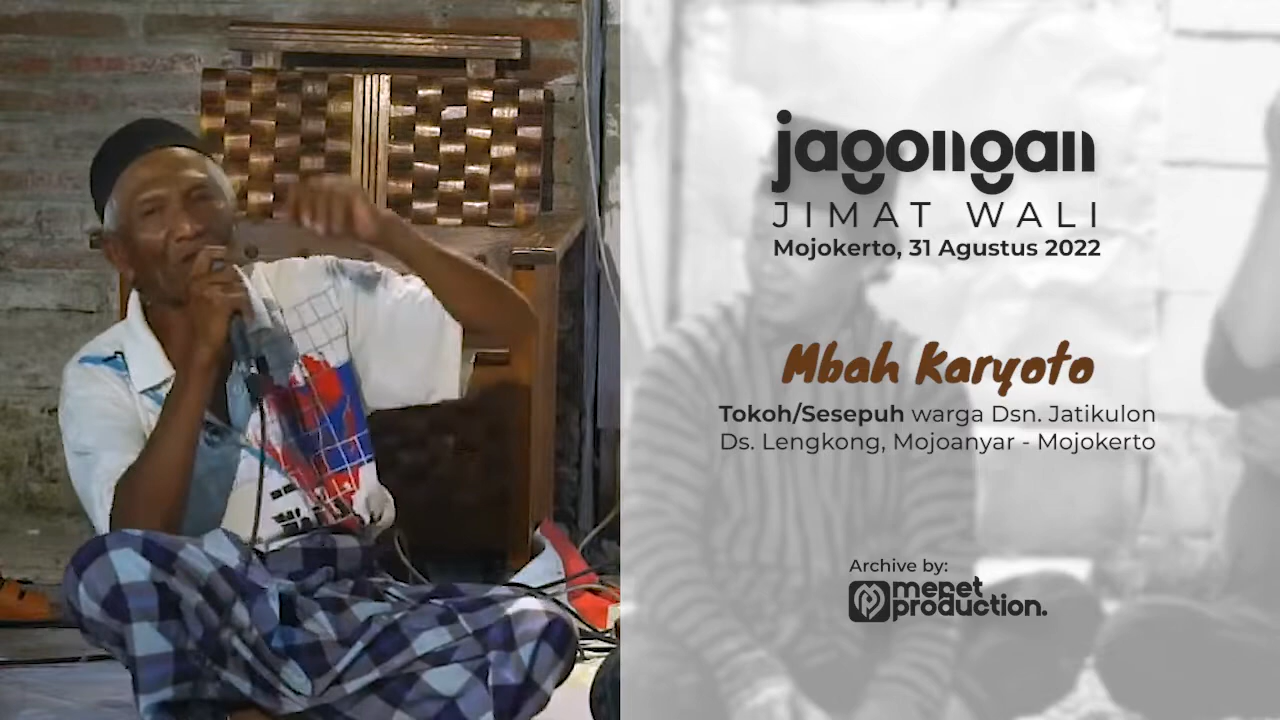 jagongan
JIMAT WALI
Mojokerto, 31 Agustus 2022
Mbah Karyoto
Tokoh/Sesepuh warga Dsn. Jatikulon
Ds. Lengkong, Mojoanyar - Mojokerto
Archive by:
menet
production.